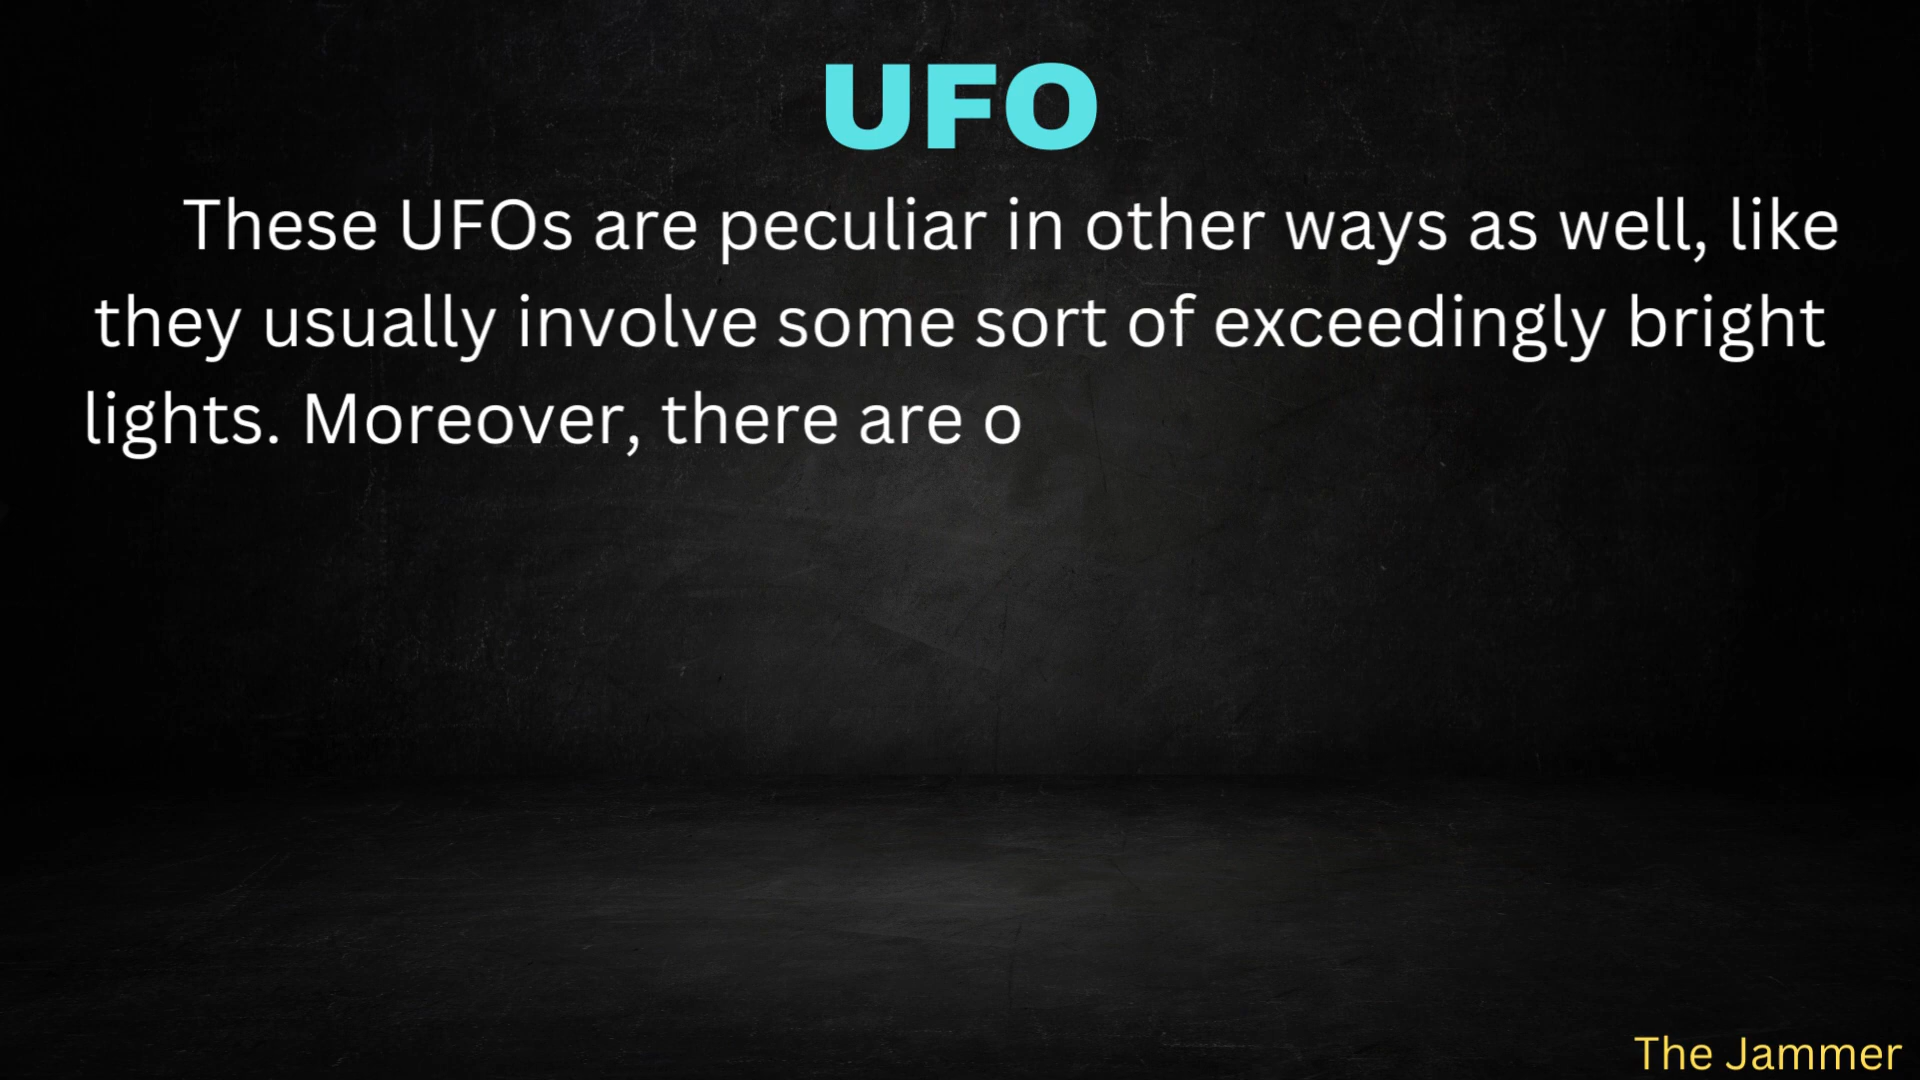 UFO
These UFOs are peculiar in other ways as well, like
they usually involve some sort of exceedingly bright
lights. Moreover, there are o
The Jammer